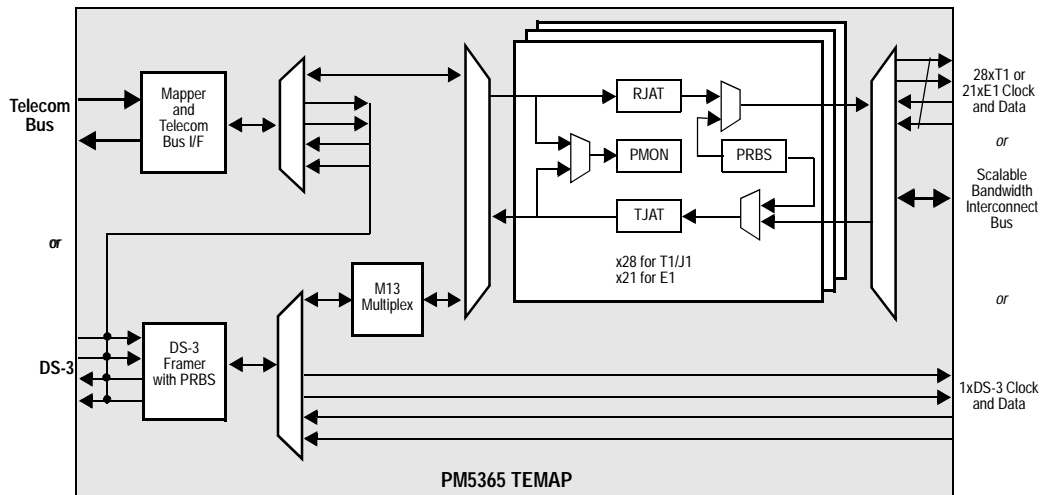 Telecom
Bus
or
DS-3
Mapper
and
Telecom
Bus I/F
DS-3
Framer
with PRBS
M13
Multiplex
RJAT
PMON
PRBS
TJAT
x28 for T1/J1
x21 for E1
28xT1 or
21xE1 Clock
and Data
or
Scalable
Bandwidth
Interconnect
Bus
or
1xDS-3 Clock
and Data
PM5365 TEMAP